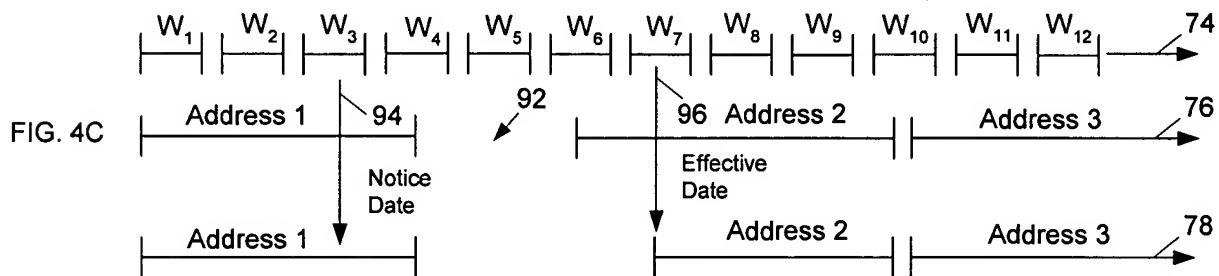 W1 W2 W3 W4 W5 W6 W7 W8 W9 W10 W11 W12 74
FIG. 4C Address 1 94 92 96 Address 2 Address 3 76
Notice Date
Effective Date
Address 1 Address 2 Address 3 78